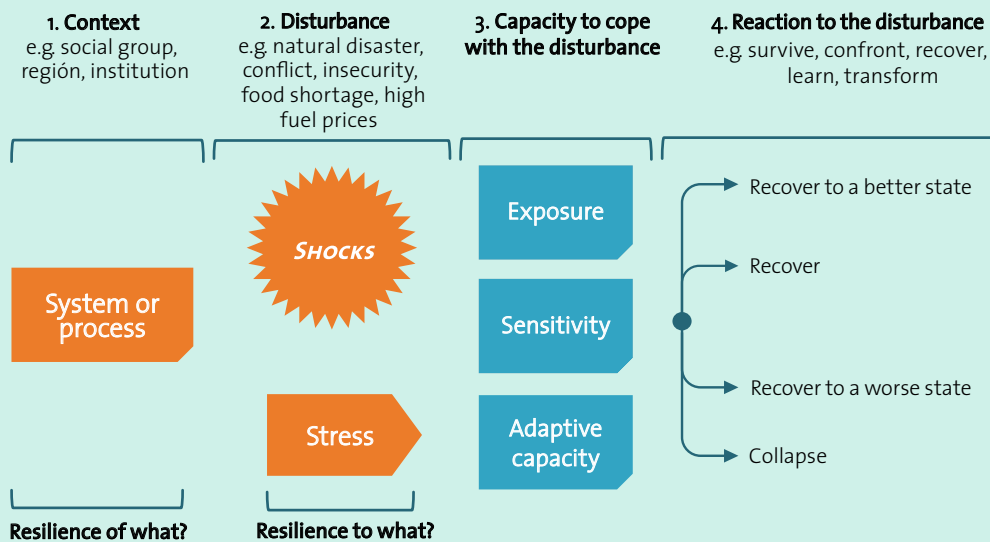 1. Context
e.g. social group,
región, institution
2. Disturbance
e.g. natural disaster,
conflict, insecurity,
food shortage, high
fuel prices
3. Capacity to cope
with the disturbance
4. Reaction to the disturbance
e.g. survive, confront, recover,
learn, transform
System or
process
SHOCKS
Stress
Exposure
Sensitivity
Adaptive
capacity
Recover to a better state
Recover
Recover to a worse state
Collapse
Resilience of what?
Resilience to what?